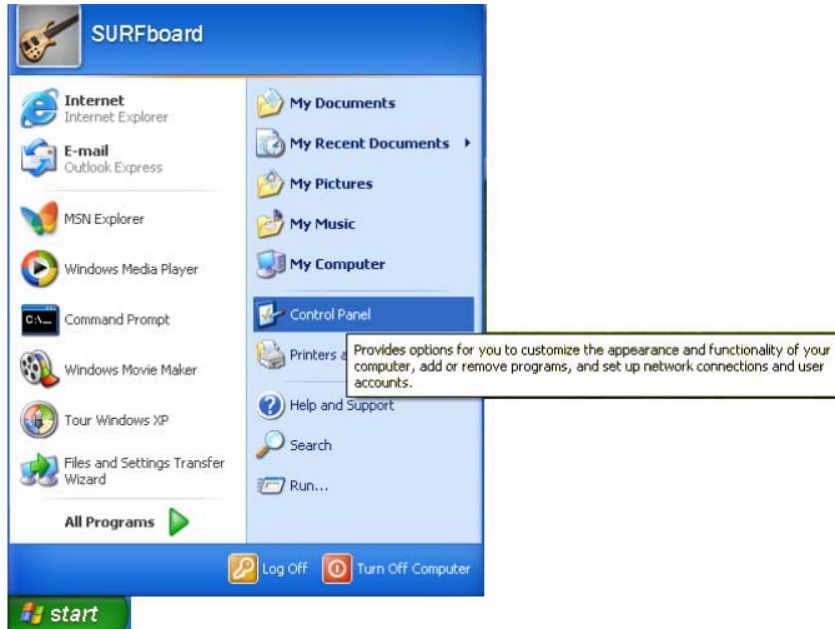 SURFboard
Internet
Internet Explorer
E-mail
Outlook Express
MSN Explorer
Windows Media Player
C:\_
Command Prompt
Windows Movie Maker
Tour Windows XP
Files and Settings Transfer
Wizard
All Programs
My Documents
My Recent Documents
My Pictures
My Music
My Computer
Control Panel
Printers a
Provides options for you to customize the appearance and functionality of your
computer, add or remove programs, and set up network connections and user
accounts.
Help and Support
Search
Run...
Log Off
Turn Off Computer
start